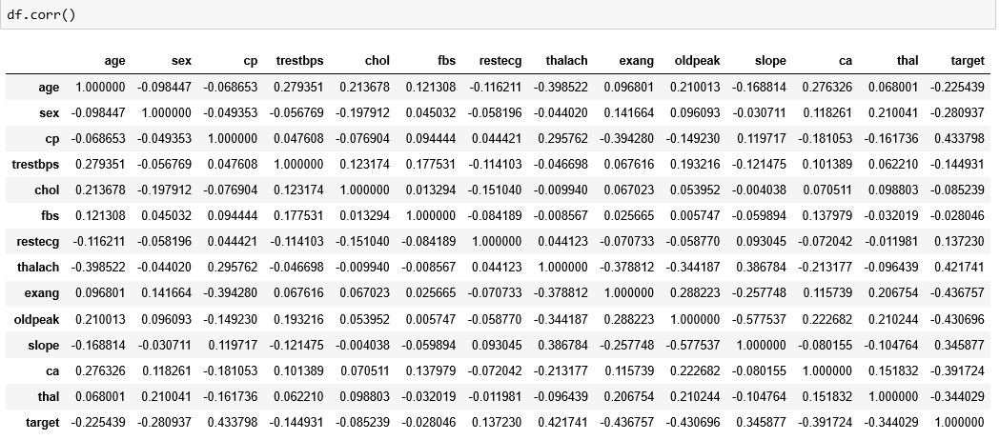 df.corr()
age sex cp trestbps chol fbs restecg thalach exang oldpeak slope ca thal target
age 1.000000 -0.098447 -0.068653 0.279351 0.213678 0.121308 -0.116211 -0.398522 0.096801 0.210013 -0.168814 0.276326 0.068001 -0.225439
sex -0.098447 1.000000 -0.049353 -0.056769 -0.197912 0.045032 -0.058196 -0.044020 0.141664 0.096093 -0.030711 0.118261 0.210041 -0.280937
cp -0.068653 -0.049353 1.000000 0.047608 -0.076904 0.094444 0.044421 0.295762 -0.394280 -0.149230 0.119717 -0.181053 -0.161736 0.433798
trestbps 0.279351 -0.056769 0.047608 1.000000 0.123174 0.177531 -0.114103 -0.046698 0.067616 0.193216 -0.121475 0.101389 0.062210 -0.144931
chol 0.213678 -0.197912 -0.076904 0.123174 1.000000 0.013294 -0.151040 -0.009940 0.067023 0.053952 -0.004038 0.070511 0.098803 -0.085239
fbs 0.121308 0.045032 0.094444 0.177531 0.013294 1.000000 -0.084189 -0.008567 0.025665 0.005747 -0.059894 0.137979 -0.032019 -0.028046
restecg -0.116211 -0.058196 0.044421 -0.114103 -0.151040 -0.084189 1.000000 0.044123 -0.070733 -0.058770 0.093045 -0.072042 -0.011981 0.137230
thalach -0.398522 -0.044020 0.295762 -0.046698 -0.009940 -0.008567 0.044123 1.000000 -0.378812 -0.344187 0.386784 -0.213177 -0.096439 0.421741
exang 0.096801 0.141664 -0.394280 0.067616 0.067023 0.025665 -0.070733 -0.378812 1.000000 0.288223 -0.257748 0.115739 0.206754 -0.436757
oldpeak 0.210013 0.096093 -0.149230 0.193216 0.053952 0.005747 -0.058770 -0.344187 0.288223 1.000000 -0.577537 0.222682 0.210244 -0.430696
slope -0.168814 -0.030711 0.119717 -0.121475 -0.004038 -0.059894 0.093045 0.386784 -0.257748 -0.577537 1.000000 -0.080155 -0.104764 0.345877
ca 0.276326 0.118261 -0.181053 0.101389 0.070511 0.137979 -0.072042 -0.213177 0.115739 0.222682 -0.080155 1.000000 0.151832 -0.391724
thal 0.068001 0.210041 -0.161736 0.062210 0.098803 -0.032019 -0.011981 -0.096439 0.206754 0.210244 -0.104764 0.151832 1.000000 -0.344029
target -0.225439 -0.280937 0.433798 -0.144931 -0.085239 -0.028046 0.137230 0.421741 -0.436757 -0.430696 0.345877 -0.391724 -0.344029 1.000000